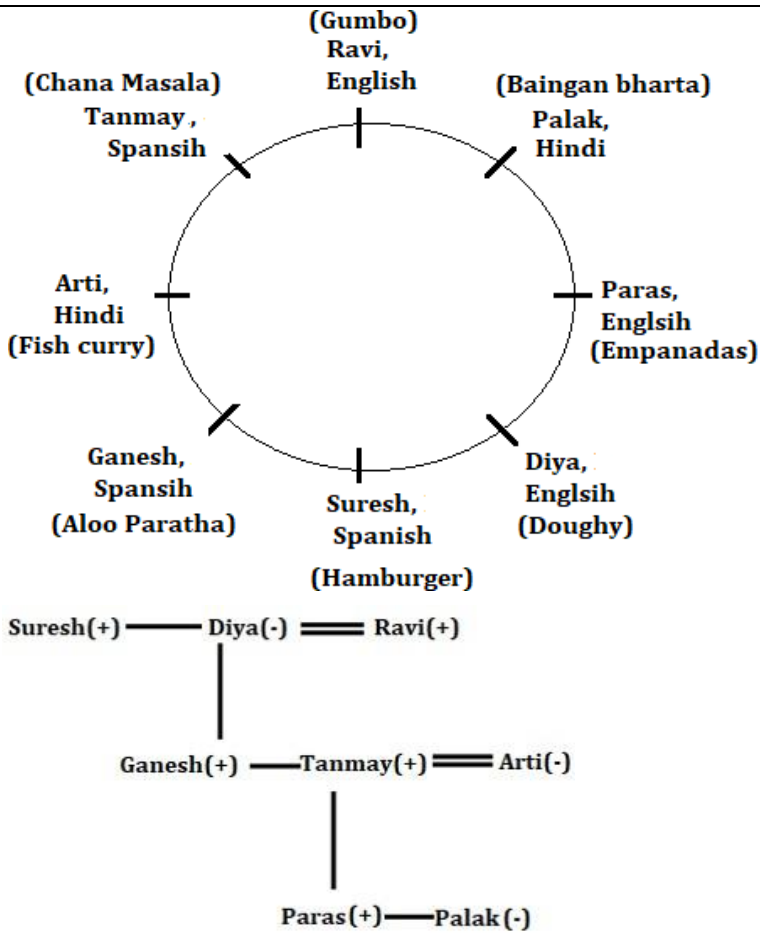 (Gumbo)
Ravi,
English
(Chana Masala)
Tanmay,
Spansih
(Baingan bharta)
Palak,
Hindi
Arti,
Hindi
(Fish curry)
Paras,
Englsih
(Empanadas)
Ganesh,
Spansih
(Aloo Paratha)
Suresh,
Spanish
(Hamburger)
Diya,
Englsih
(Doughy)
Suresh(+) Diya(-) Ravi(+)
Ganesh(+) Tanmay(+) Arti(-)
Paras(+) Palak(-)